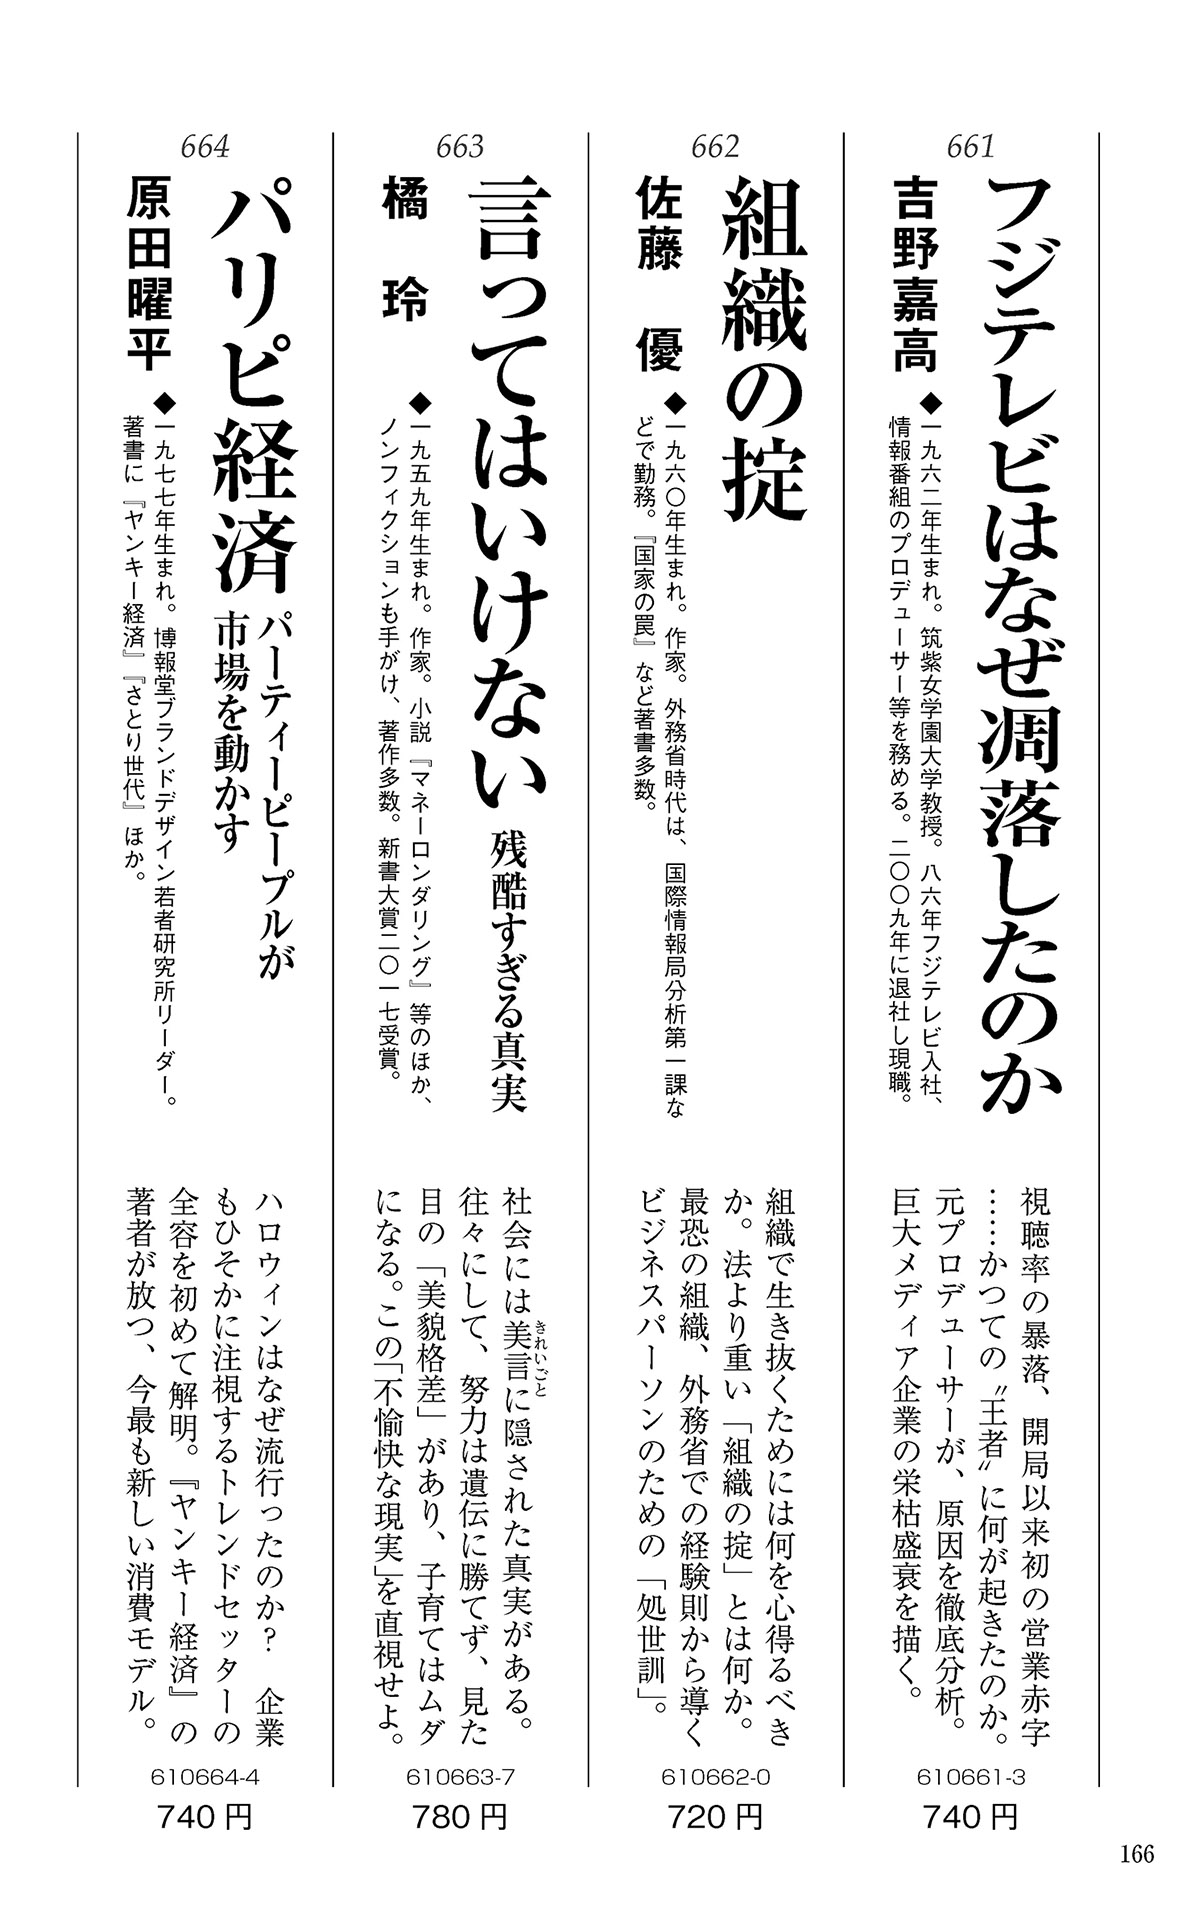 661
フジテレビはなぜ凋落したのか
吉野嘉高
◆一九六二年生まれ。筑紫女学園大学教授。八六年フジテレビ入社、
情報番組のプロデューサー等を務める。二〇〇九年に退社し現職。
視聴率の暴落、開局以来初の営業赤字
……かつての〝王者〟に何が起きたのか。
元プロデューサーが、原因を徹底分析。
巨大メディア企業の栄枯盛衰を描く。
610661-3
740円
662
組織の掟
佐藤　優
◆一九六〇年生まれ。作家。外務省時代は、国際情報局分析第一課な
どで勤務。『国家の罠』など著書多数。
組織で生き抜くためには何を心得るべき
か。法より重い「組織の掟」とは何か。
最恐の組織、外務省での経験則から導く
ビジネスパーソンのための「処世訓」。
610662-0
720円
663
言ってはいけない
残酷すぎる真実
橘　玲
◆一九五九年生まれ。作家。小説『マネーロンダリング』等のほか、
ノンフィクションも手がけ、著作多数。新書大賞二〇一七受賞。
社会には美言に隠された真実がある。
きれいごと
往々にして、努力は遺伝に勝てず、見た
目の「美貌格差」があり、子育てはムダ
になる。この「不愉快な現実」を直視せよ。
610663-7
780円
664
パリピ経済
パーティーピープルが
市場を動かす
原田曜平
◆一九七七年生まれ。博報堂ブランドデザイン若者研究所リーダー。
著書に『ヤンキー経済』『さとり世代』ほか。
ハロウィンはなぜ流行ったのか？　企業
もひそかに注視するトレンドセッターの
全容を初めて解明。『ヤンキー経済』の
著者が放つ、今最も新しい消費モデル。
610664-4
740円
166